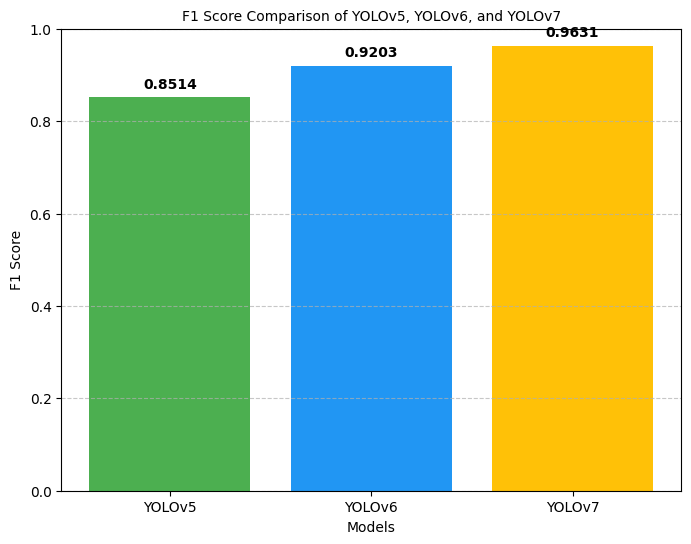 F1 Score Comparison of YOLOv5, YOLOv6, and YOLOv7
1.0
0.8
0.6
0.4
0.2
0.0
F1 Score
0.8514
0.9203
0.9631
YOLOv5
YOLOv6
YOLOv7
Models